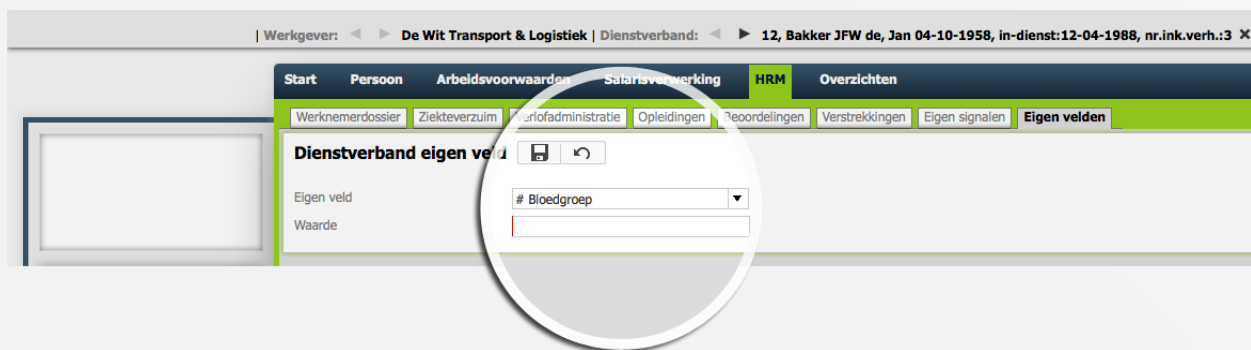 | Werkgever: De Wit Transport & Logistiek | Dienstverband: 12, Bakker JFW de, Jan 04-10-1958, in-dienst:12-04-1988, nr.ink.verh.:3
Start Persoon Arbeidsvoorwaarden Salarisverwerking HRM Overzichten
Werknemerdossier Ziekteverzuim Verlofadministratie Opleidingen Beoordelingen Verstrekkingen Eigen signalen Eigen velden
Dienstverband eigen veld
Eigen veld # Bloedgroep
Waarde